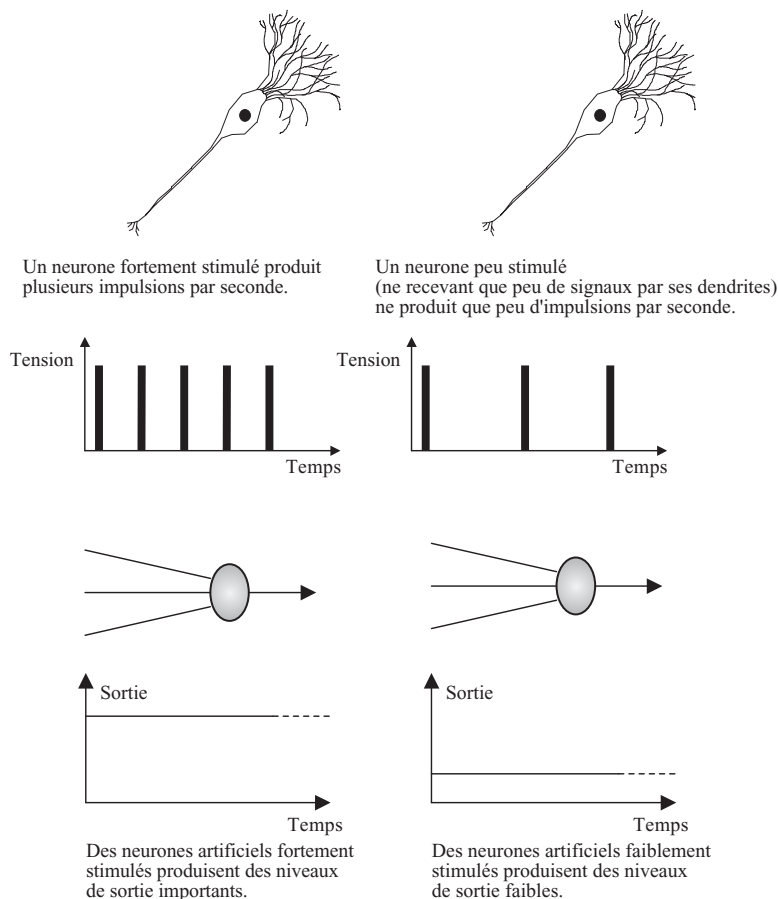 Un neurone fortement stimulé produit
plusieurs impulsions par seconde.
Un neurone peu stimulé
(ne recevant que peu de signaux par ses dendrites)
ne produit que peu d'impulsions par seconde.
Tension
Temps
Tension
Temps
Sortie
Temps
Sortie
Temps
Des neurones artificiels fortement
stimulés produisent des niveaux
de sortie importants.
Des neurones artificiels faiblement
stimulés produisent des niveaux
de sortie faibles.